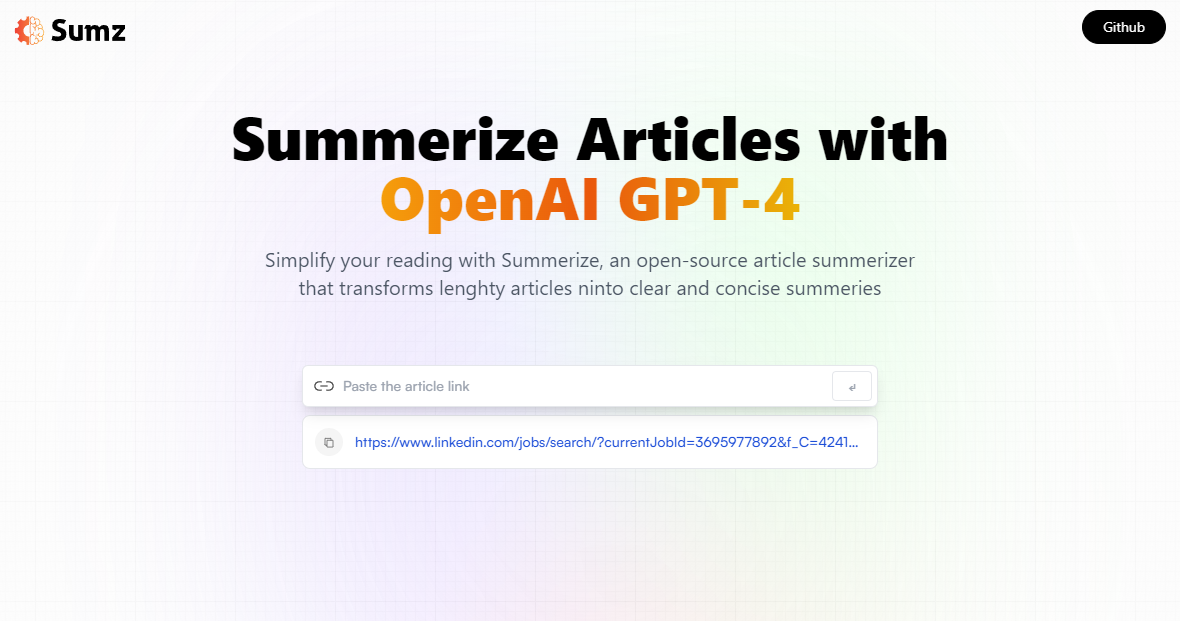 Sumz
Github
Summerize Articles with
OpenAI GPT-4
Simplify your reading with Summerize, an open-source article summerizer
that transforms lenghty articles ninto clear and concise summeries
Paste the article link
https://www.linkedin.com/jobs/search/?currentJobId=3695977892&f_C=4241...